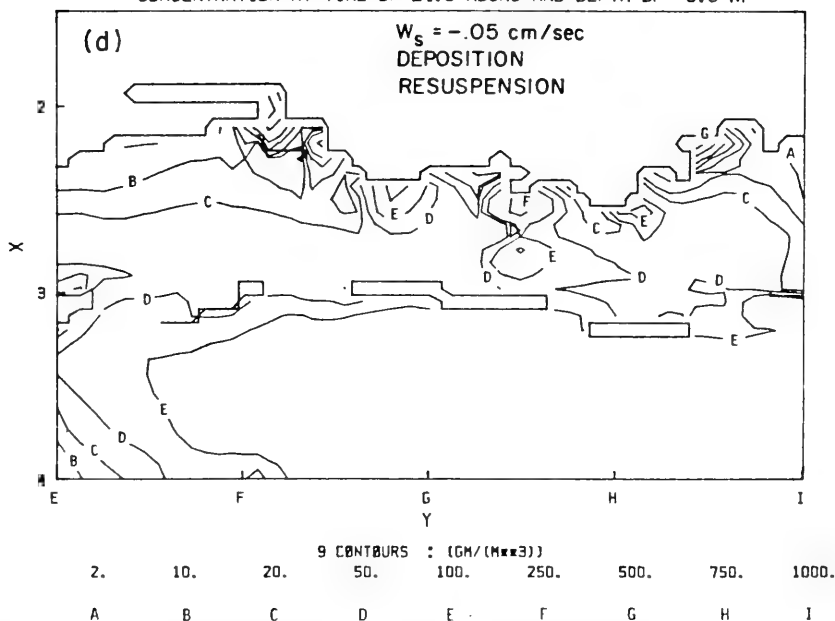 (d)
W_s = -.05 cm/sec
DEPOSITION
RESUSPENSION
2
G
A
B
C
E
D
F
C
E
C
E
D
D
D
3
D
E
E
D
C
B
X
E F G H I
Y
9 CONTOURS : (GM/(M**3))
2. 10. 20. 50. 100. 250. 500. 750. 1000.
A B C D E F G H I